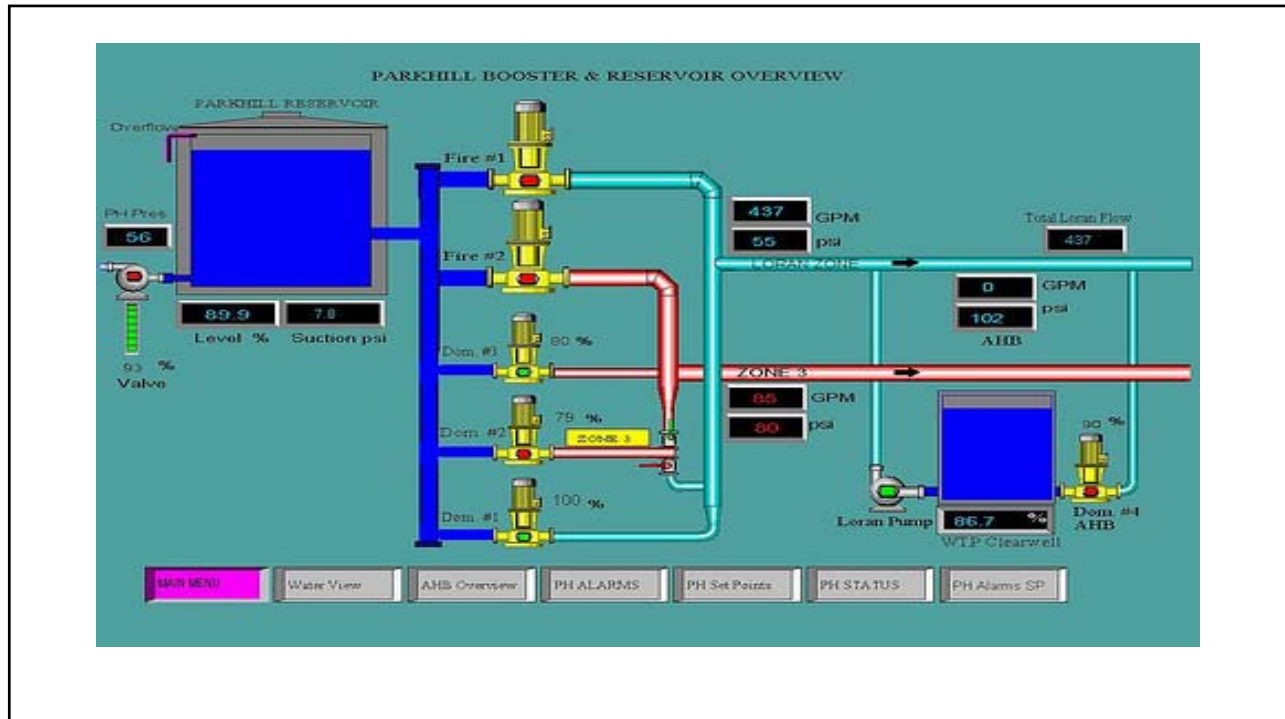 PARKHILL BOOSTER & RESERVOIR OVERVIEW
PARKHILL RESERVOIR
Overflow
Fire #1
PH Pres
56
437 GPM
55 psi
Total Loran Flow
437
Fire #2
LORAN ZONE
0 GPM
102 psi
AHB
89.9
Level %
7.8
Suction psi
93 %
Valve
Dom. #3
80 %
ZONE 3
85 GPM
80 psi
Dom. #2
79 %
ZONE 3
90 %
Dom. #1
100 %
Loran Pump
86.7 %
WTP Clearwell
Dom. #4
AHB
MAIN MENU
Water View
AHB Overview
PH ALARMS
PH Set Points
PH STATUS
PH Alarms SP